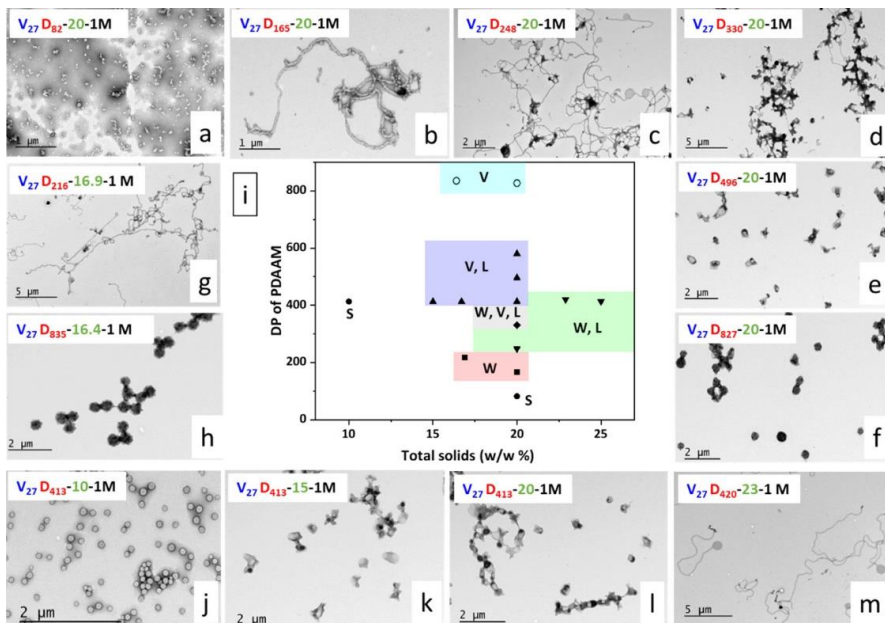 V27 D82-20-1M
1 μm
a
V27 D165-20-1M
1 μm
b
V27 D248-20-1M
2 μm
c
V27 D330-20-1M
5 μm
d
V27 D216-16.9-1 M
5 μm
g
i
800
600
400
200
0
DP of PDAAM
V
V, L
W, V, L
W, L
W
S
S
10
15
20
25
Total solids (w/w %)
V27 D496-20-1M
2 μm
e
V27 D835-16.4-1 M
2 μm
h
V27 D827-20-1M
2 μm
f
V27 D413-10-1M
2 μm
j
V27 D413-15-1M
2 μm
k
V27 D413-20-1M
2 μm
l
V27 D420-23-1 M
5 μm
m